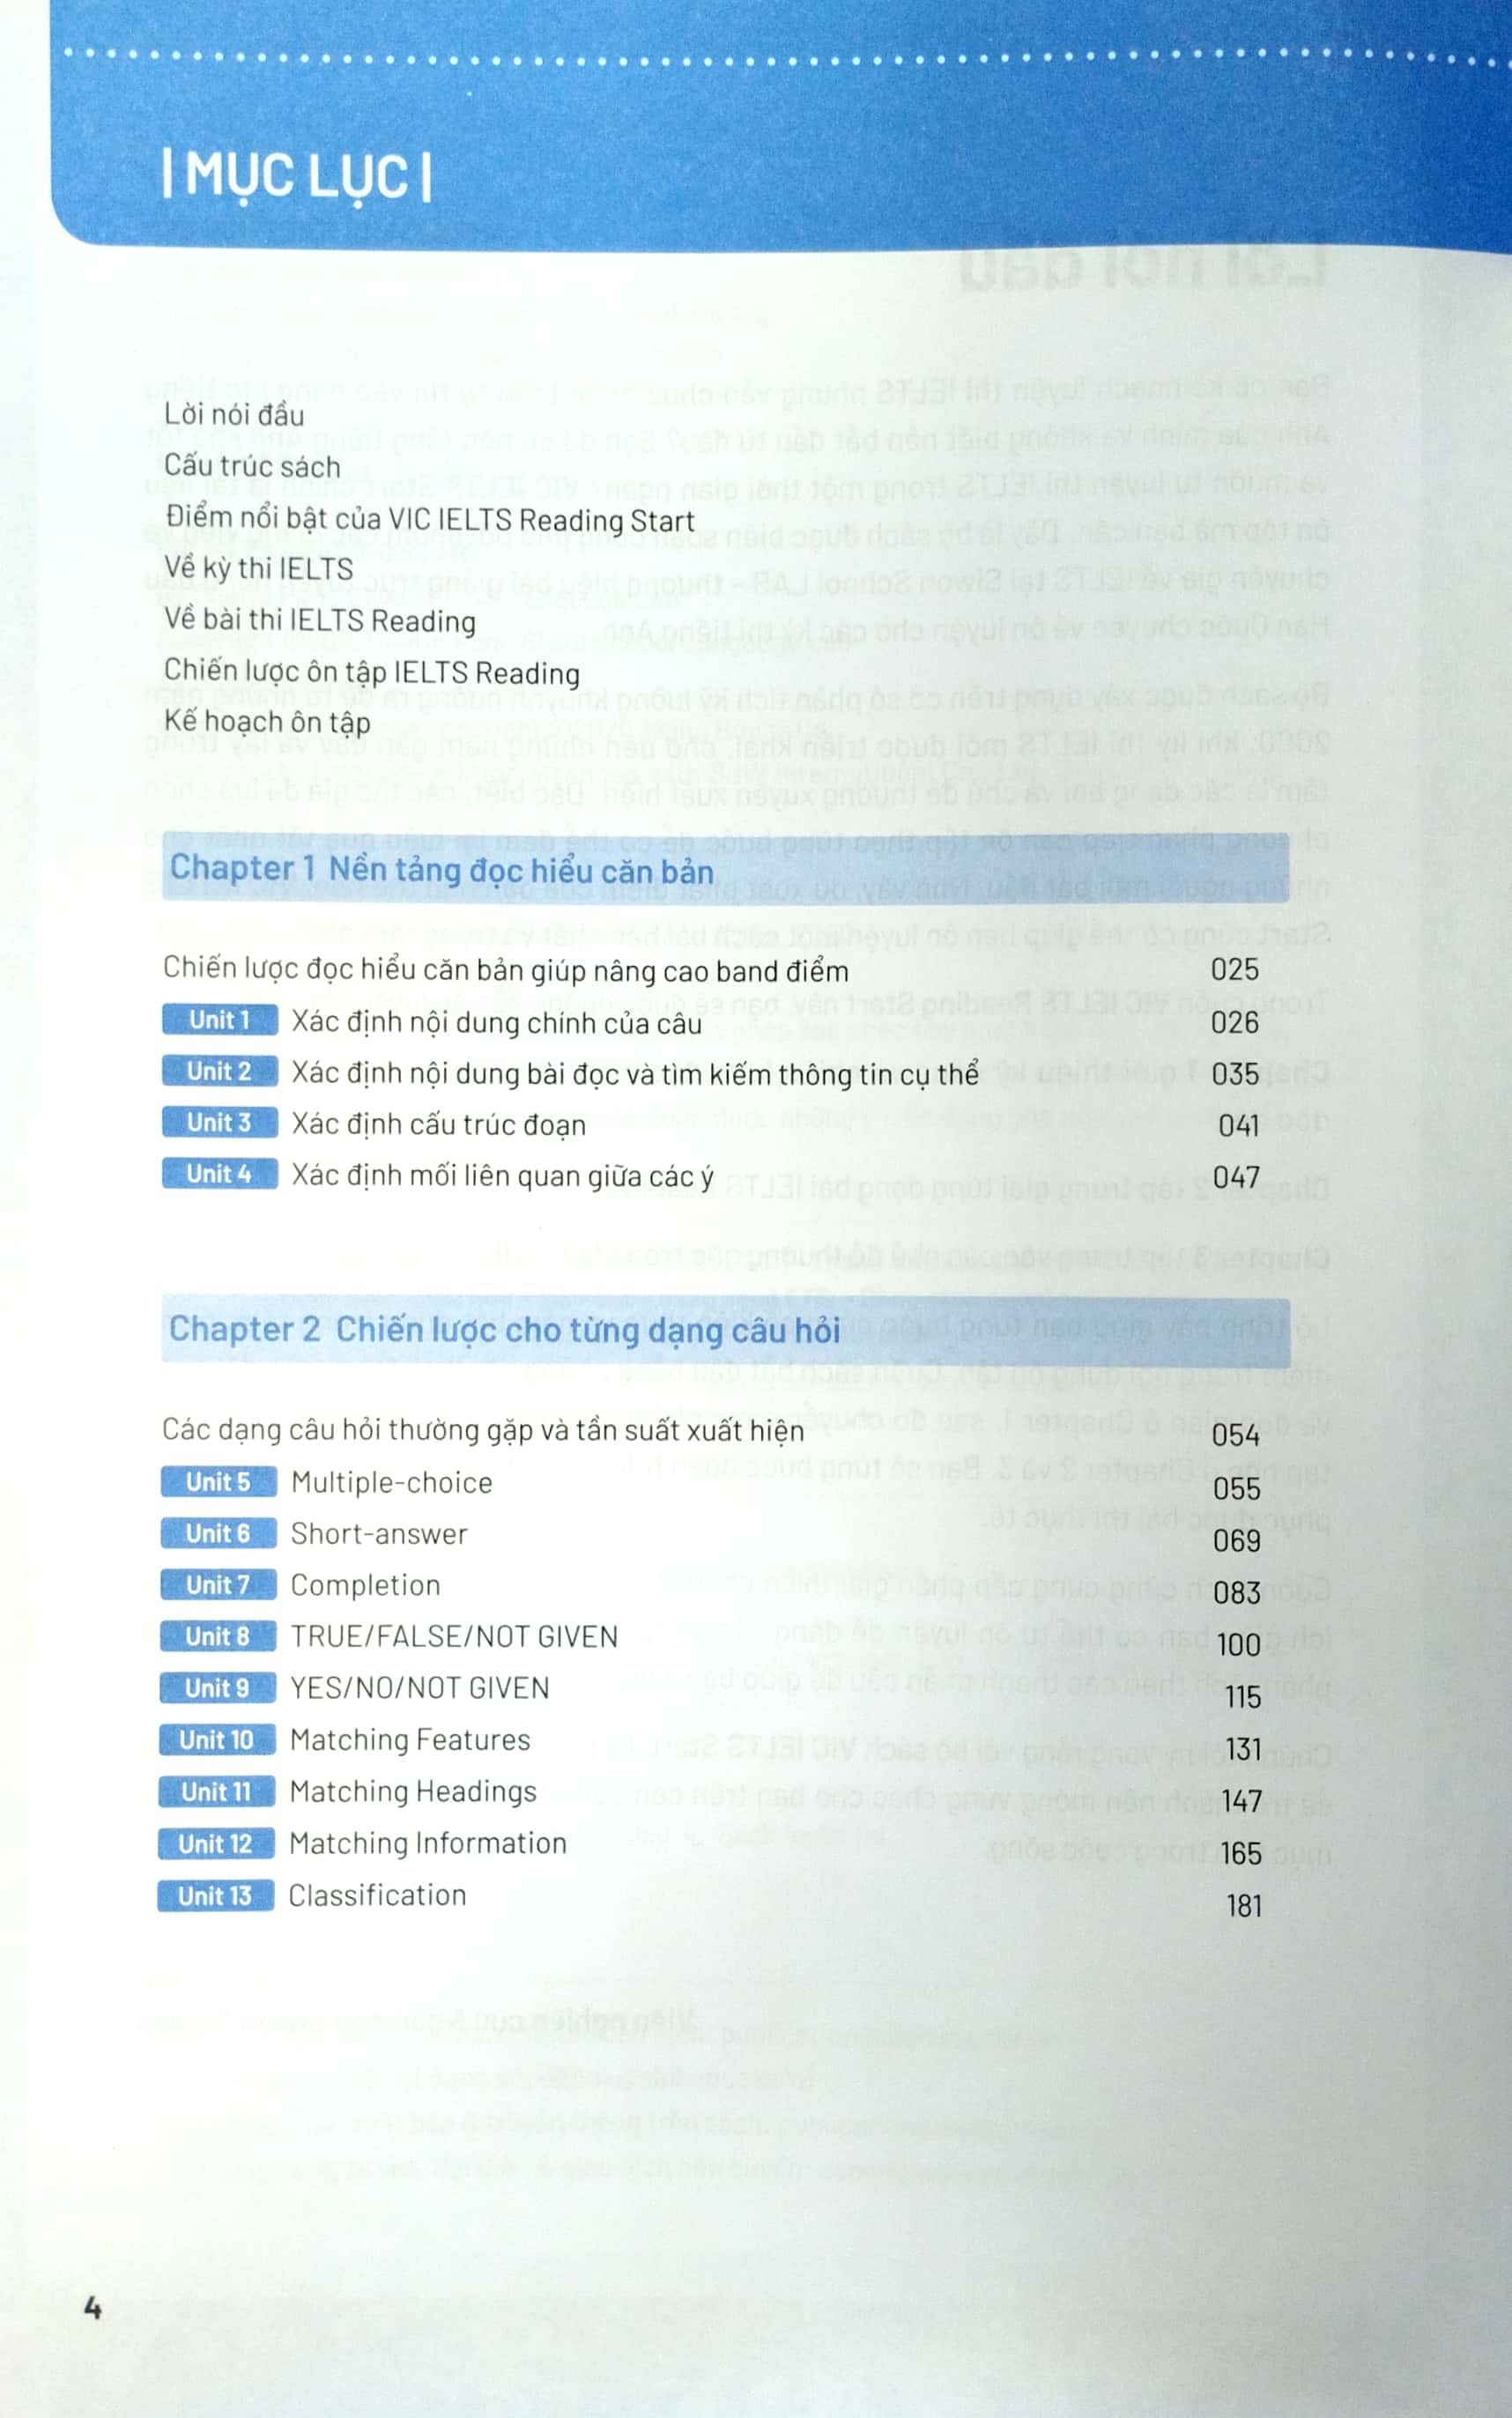 | MỤC LỤC |
Lời nói đầu
Cấu trúc sách
Điểm nổi bật của VIC IELTS Reading Start
Về kỳ thi IELTS
Về bài thi IELTS Reading
Chiến lược ôn tập IELTS Reading
Kế hoạch ôn tập
Chapter 1 Nền tảng đọc hiểu căn bản
Chiến lược đọc hiểu căn bản giúp nâng cao band điểm 025
Unit 1 Xác định nội dung chính của câu 026
Unit 2 Xác định nội dung bài đọc và tìm kiếm thông tin cụ thể 035
Unit 3 Xác định cấu trúc đoạn 041
Unit 4 Xác định mối liên quan giữa các ý 047
Chapter 2 Chiến lược cho từng dạng câu hỏi
Các dạng câu hỏi thường gặp và tần suất xuất hiện 054
Unit 5 Multiple-choice 055
Unit 6 Short-answer 069
Unit 7 Completion 083
Unit 8 TRUE/FALSE/NOT GIVEN 100
Unit 9 YES/NO/NOT GIVEN 115
Unit 10 Matching Features 131
Unit 11 Matching Headings 147
Unit 12 Matching Information 165
Unit 13 Classification 181
4